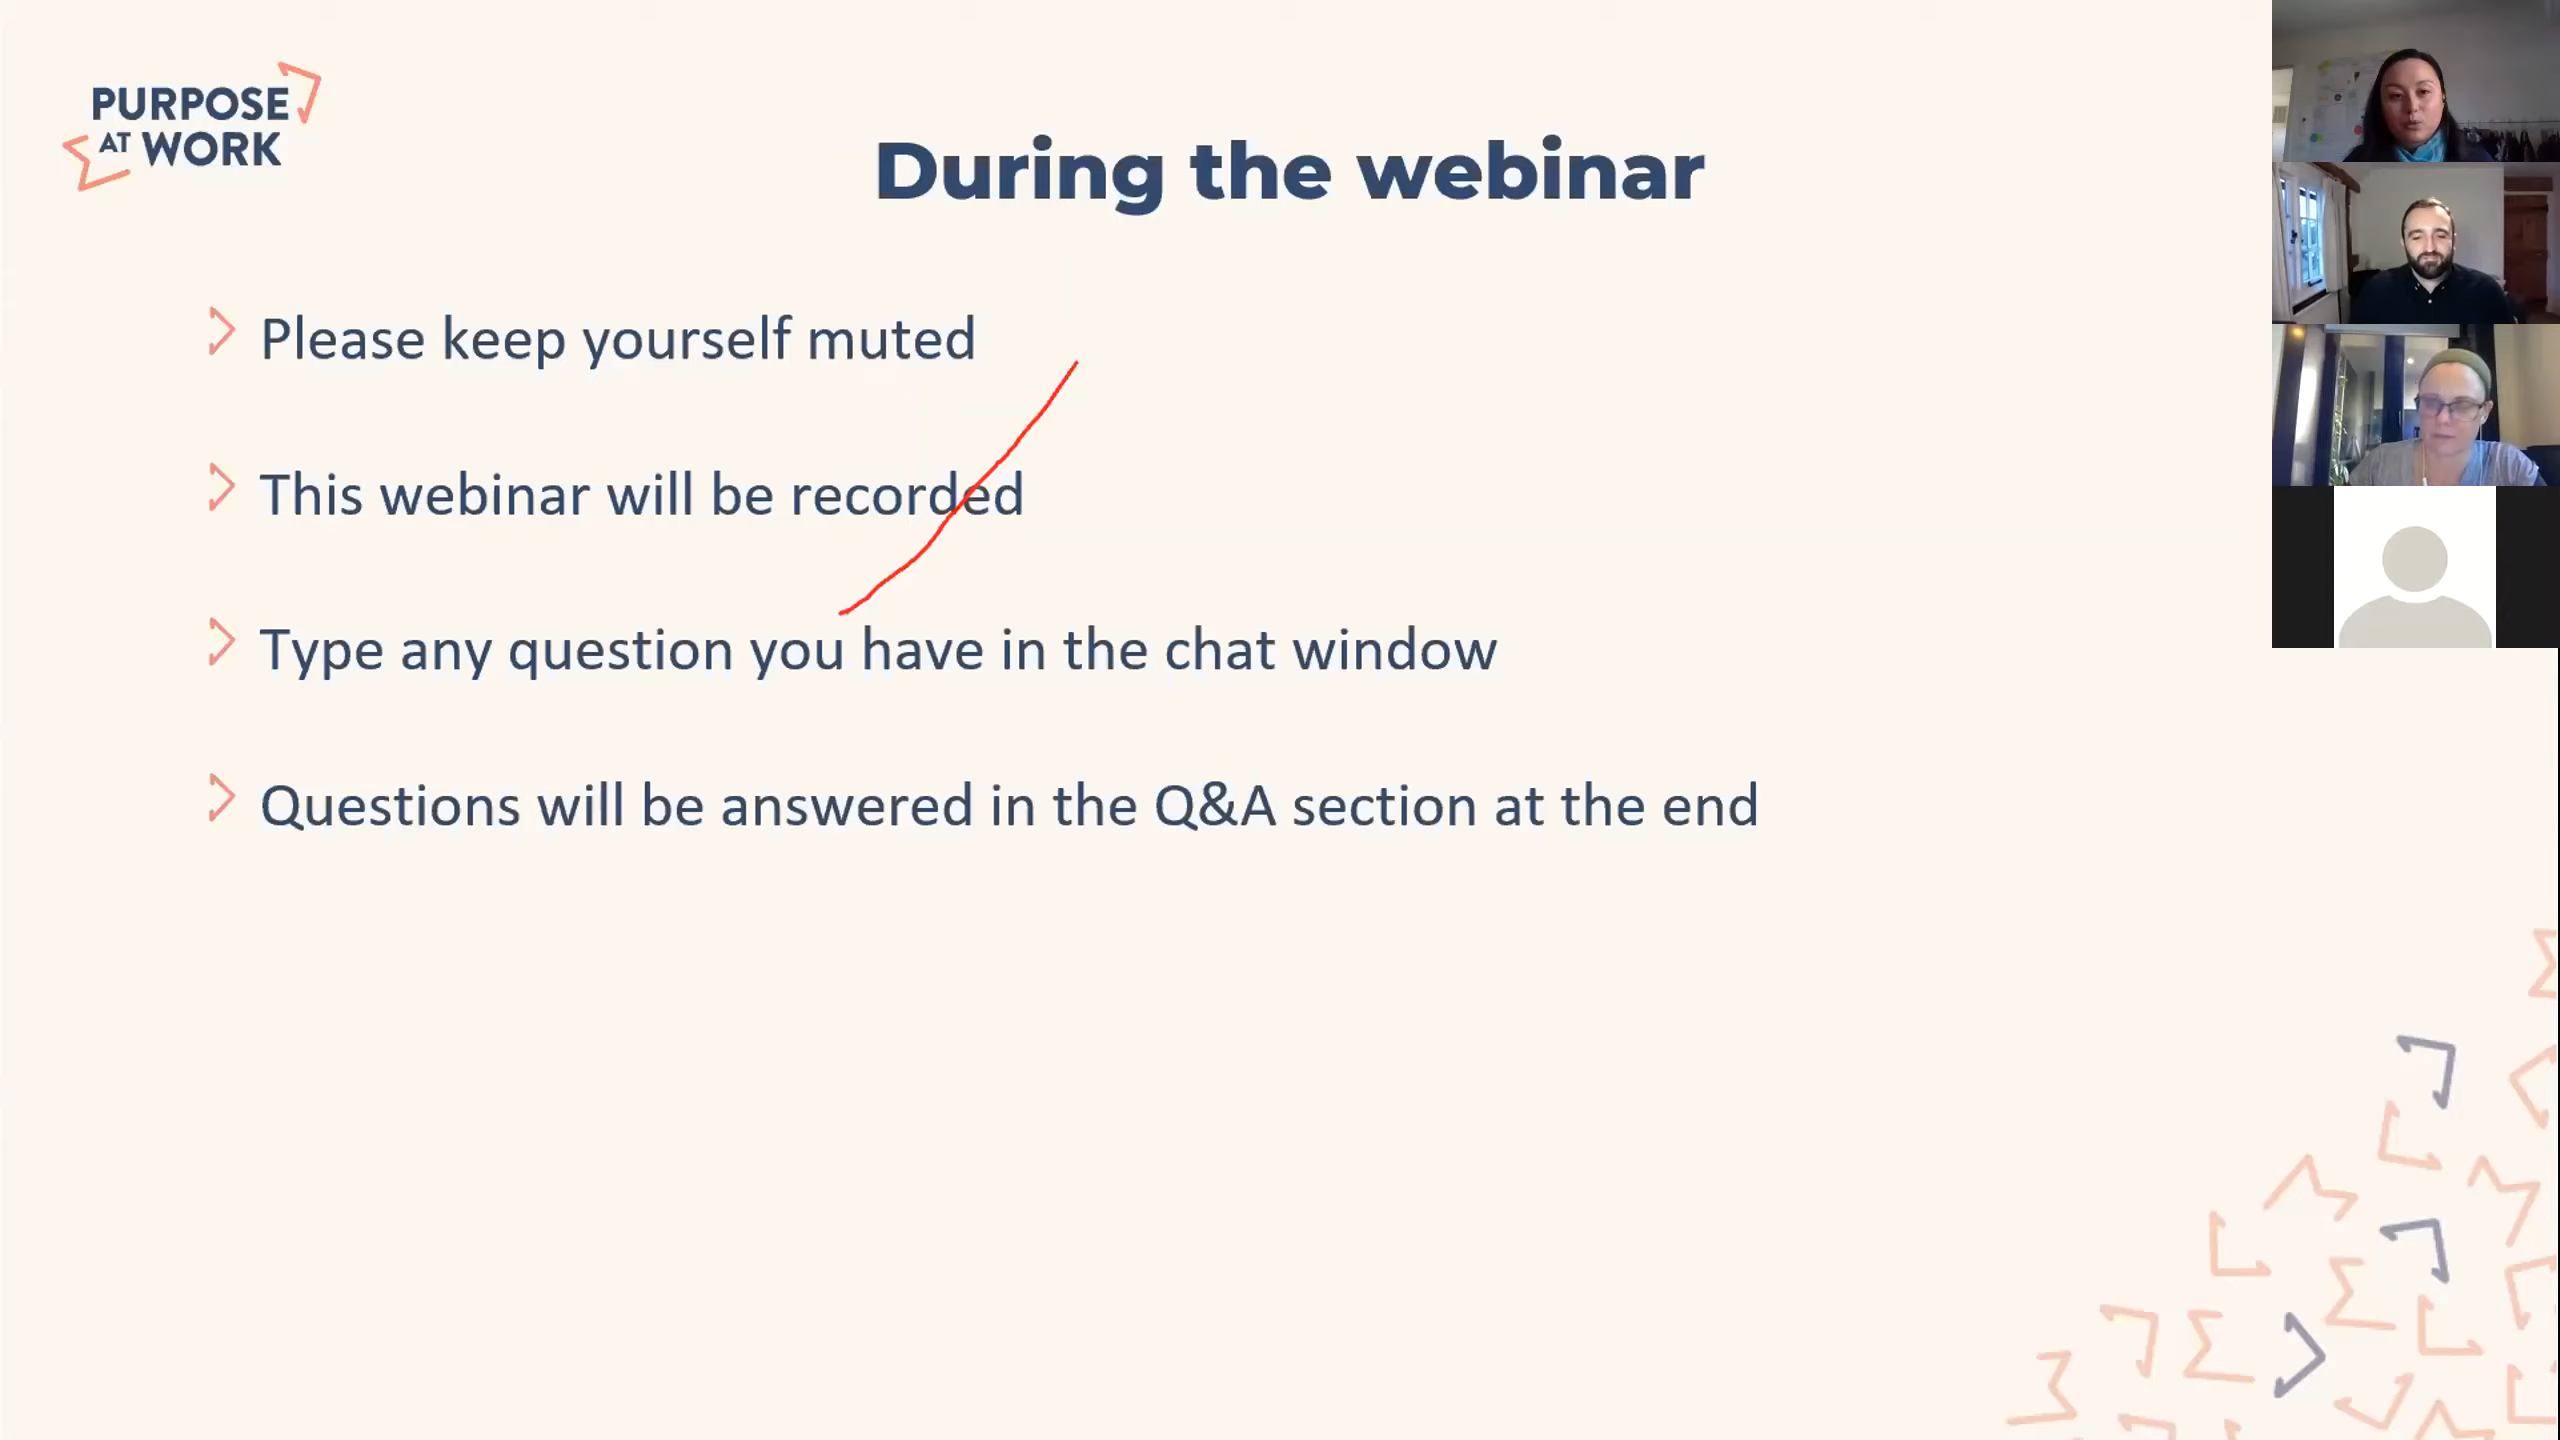 PURPOSE
AT WORK
During the webinar
Please keep yourself muted
This webinar will be recorded
Type any question you have in the chat window
Questions will be answered in the Q&A section at the end